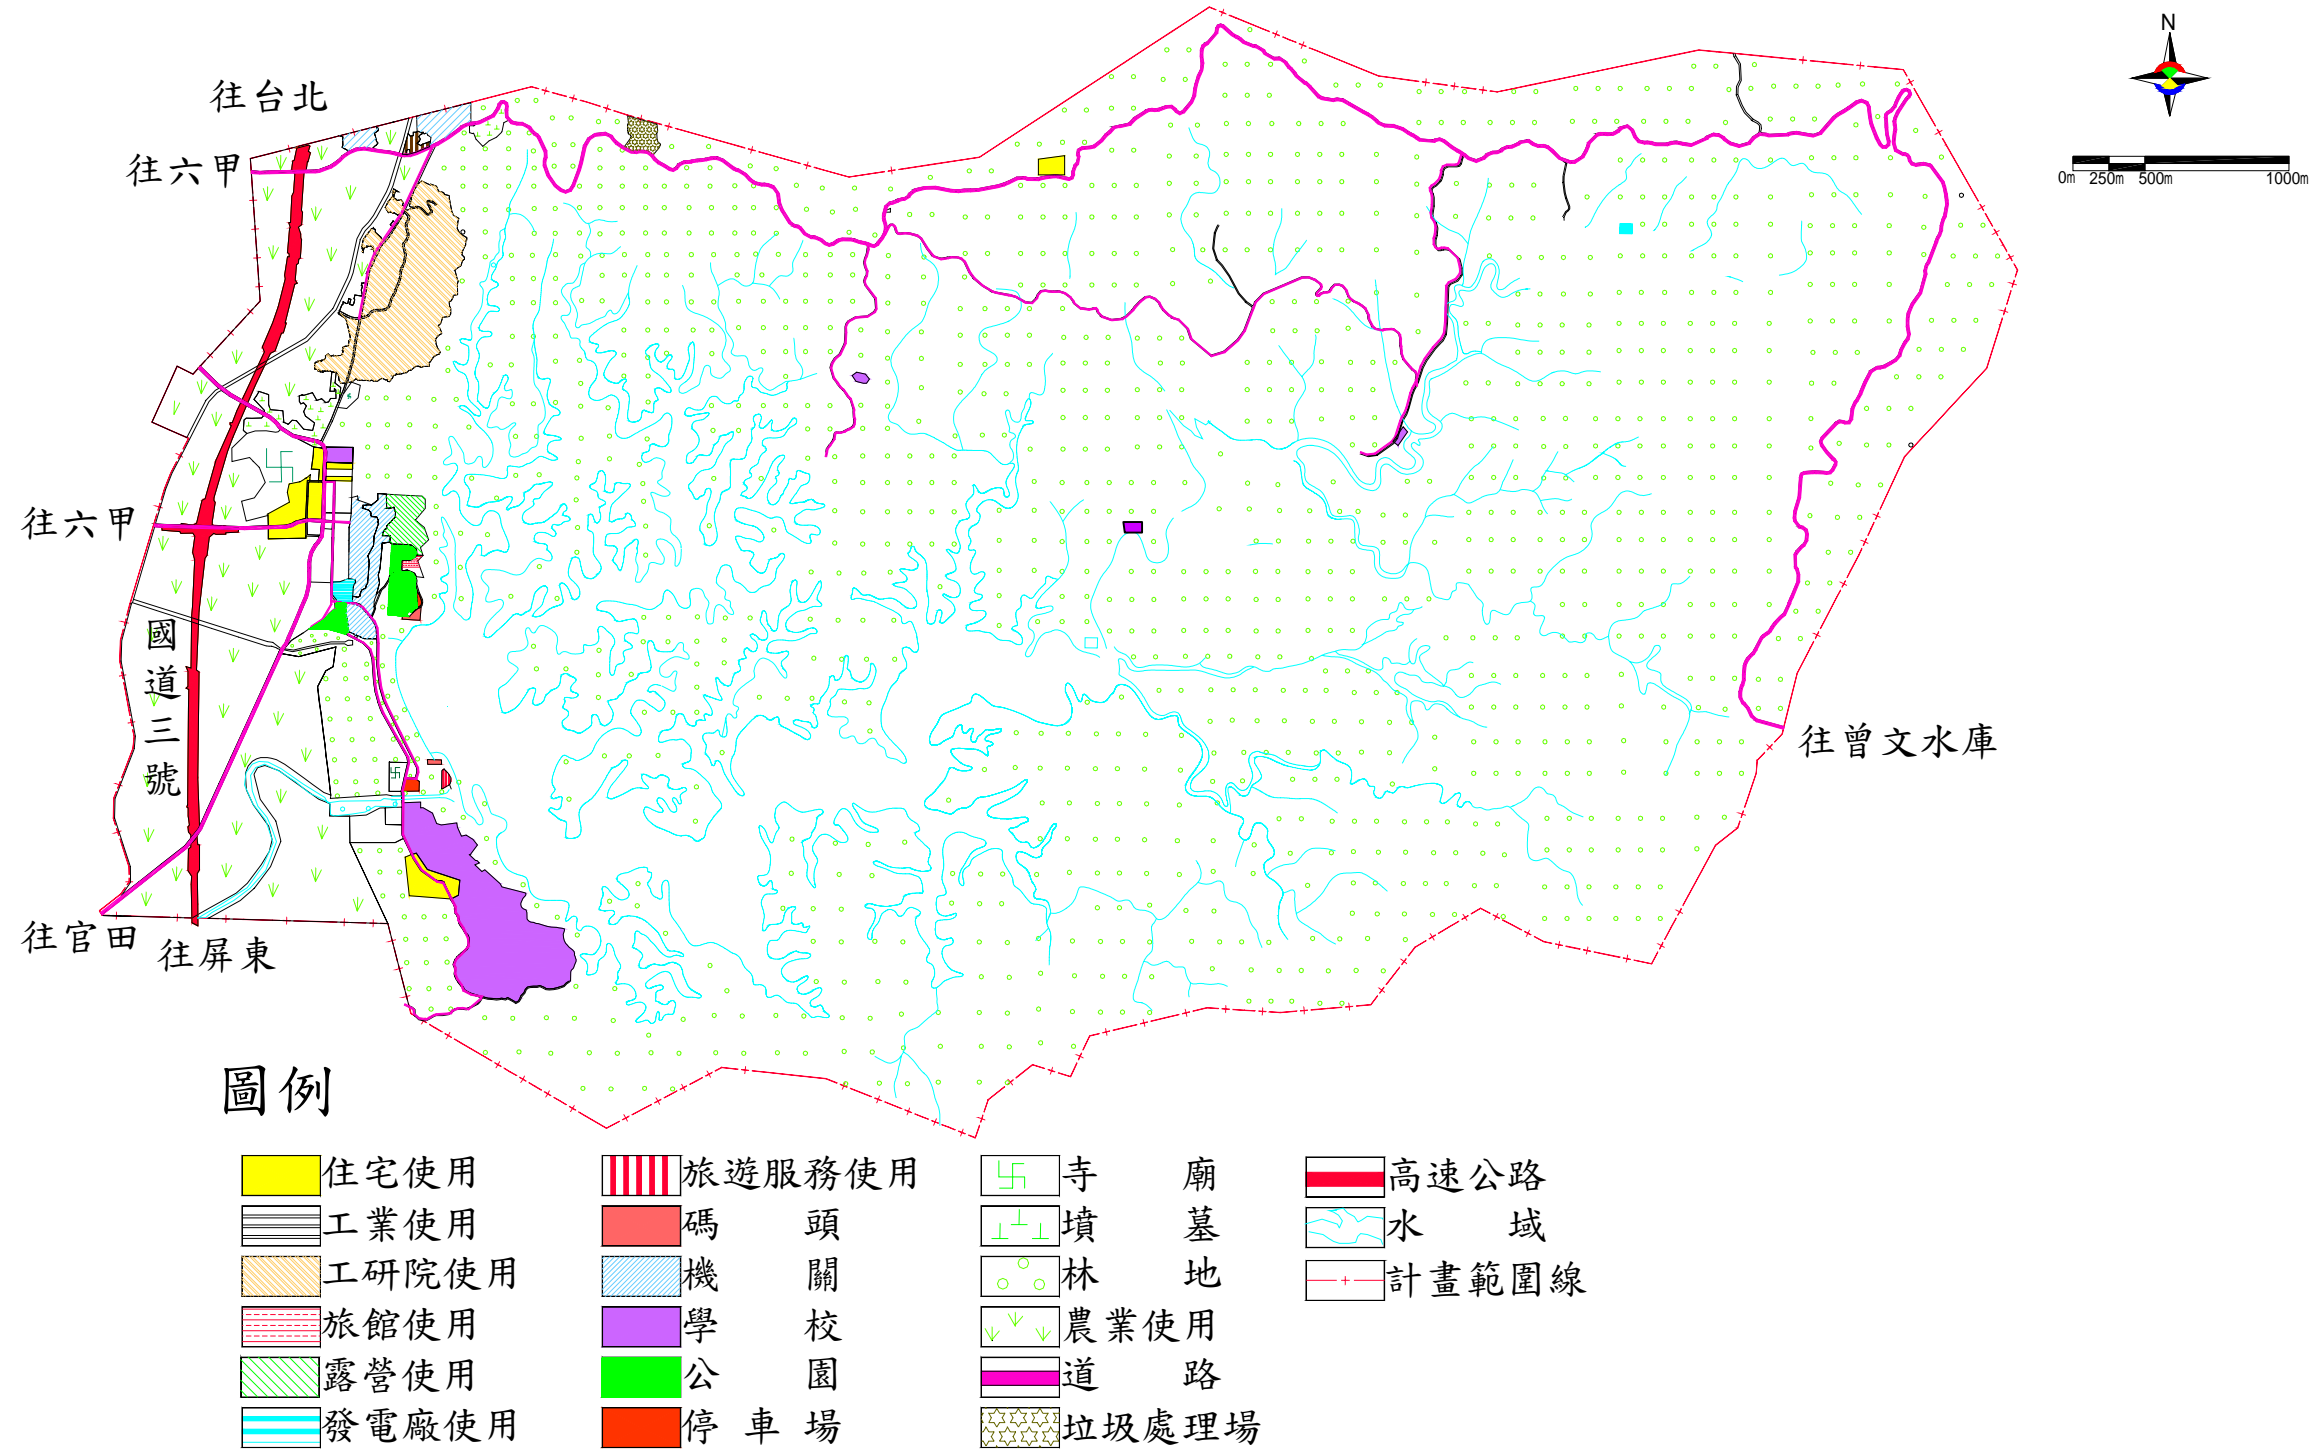 N
0m 250m 500m 1000m
往台北
往六甲
往六甲
國道三號
往曾文水庫
往官田
往屏東
圖例
住宅使用
工業使用
工研院使用
旅館使用
露營使用
發電廠使用
旅遊服務使用
碼頭
機關
學校
公園
停車場
寺廟
墳墓
林地
農業使用
道路
垃圾處理場
高速公路
水域
計畫範圍線